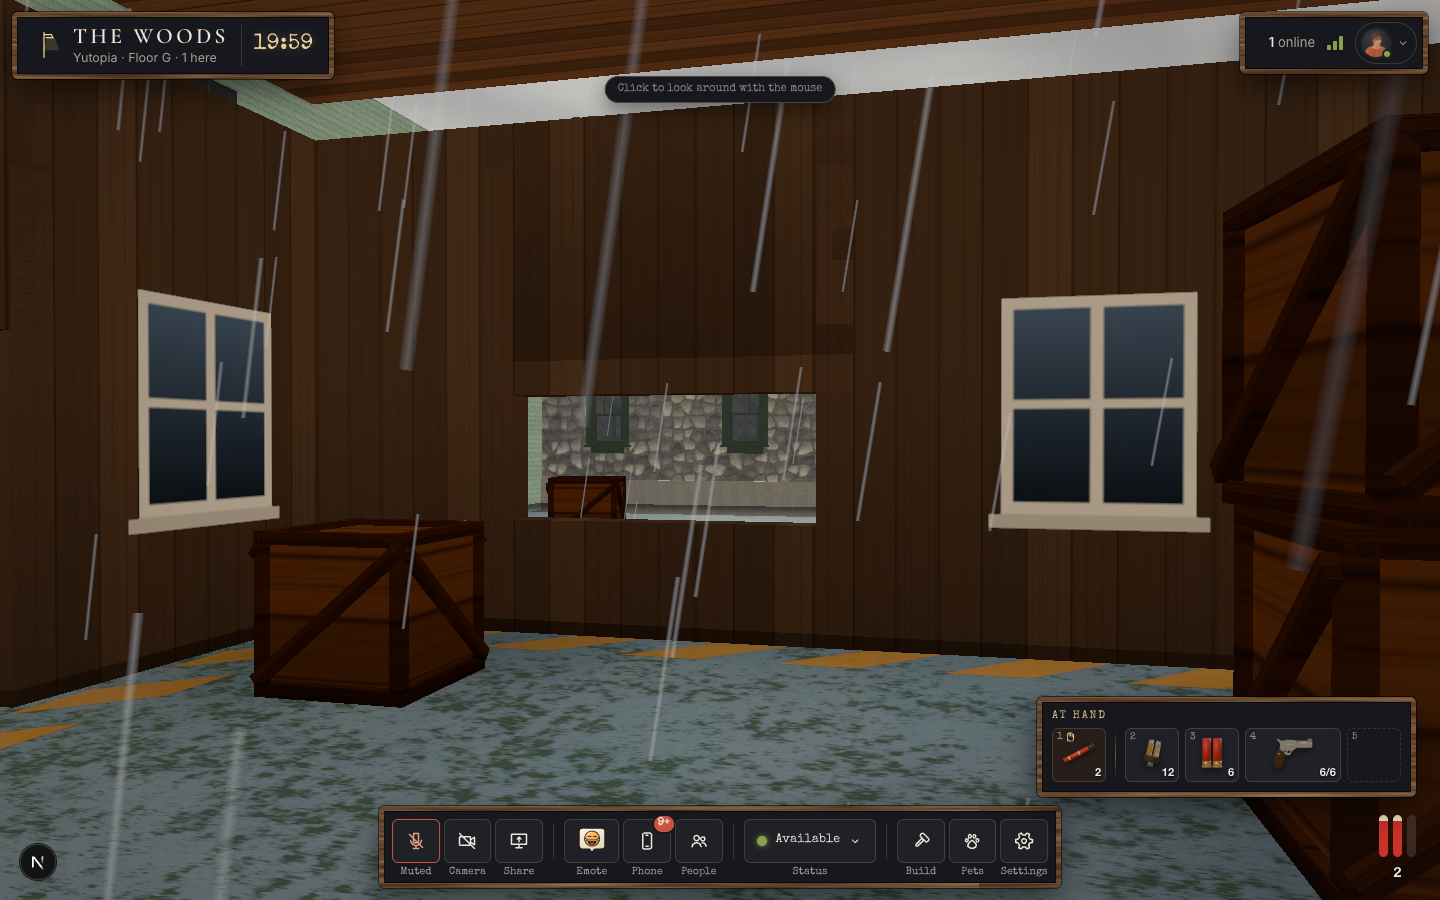 THE WOODS
Yutopia · Floor G · 1 here
19:59
1 online
Click to look around with the mouse
AT HAND
1
2
2
12
3
6
4
6/6
5
9+
Available
Muted
Camera
Share
Emote
Phone
People
Status
Build
Pets
Settings
N
2